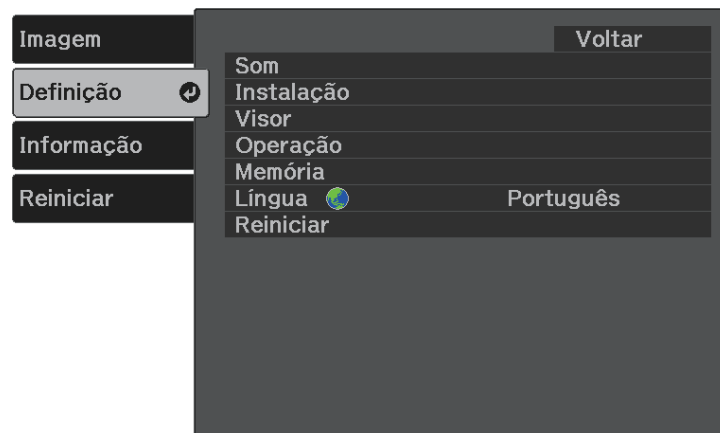 Imagem
Definição
Informação
Reiniciar
Voltar
Som
Instalação
Visor
Operação
Memória
Língua Português
Reiniciar